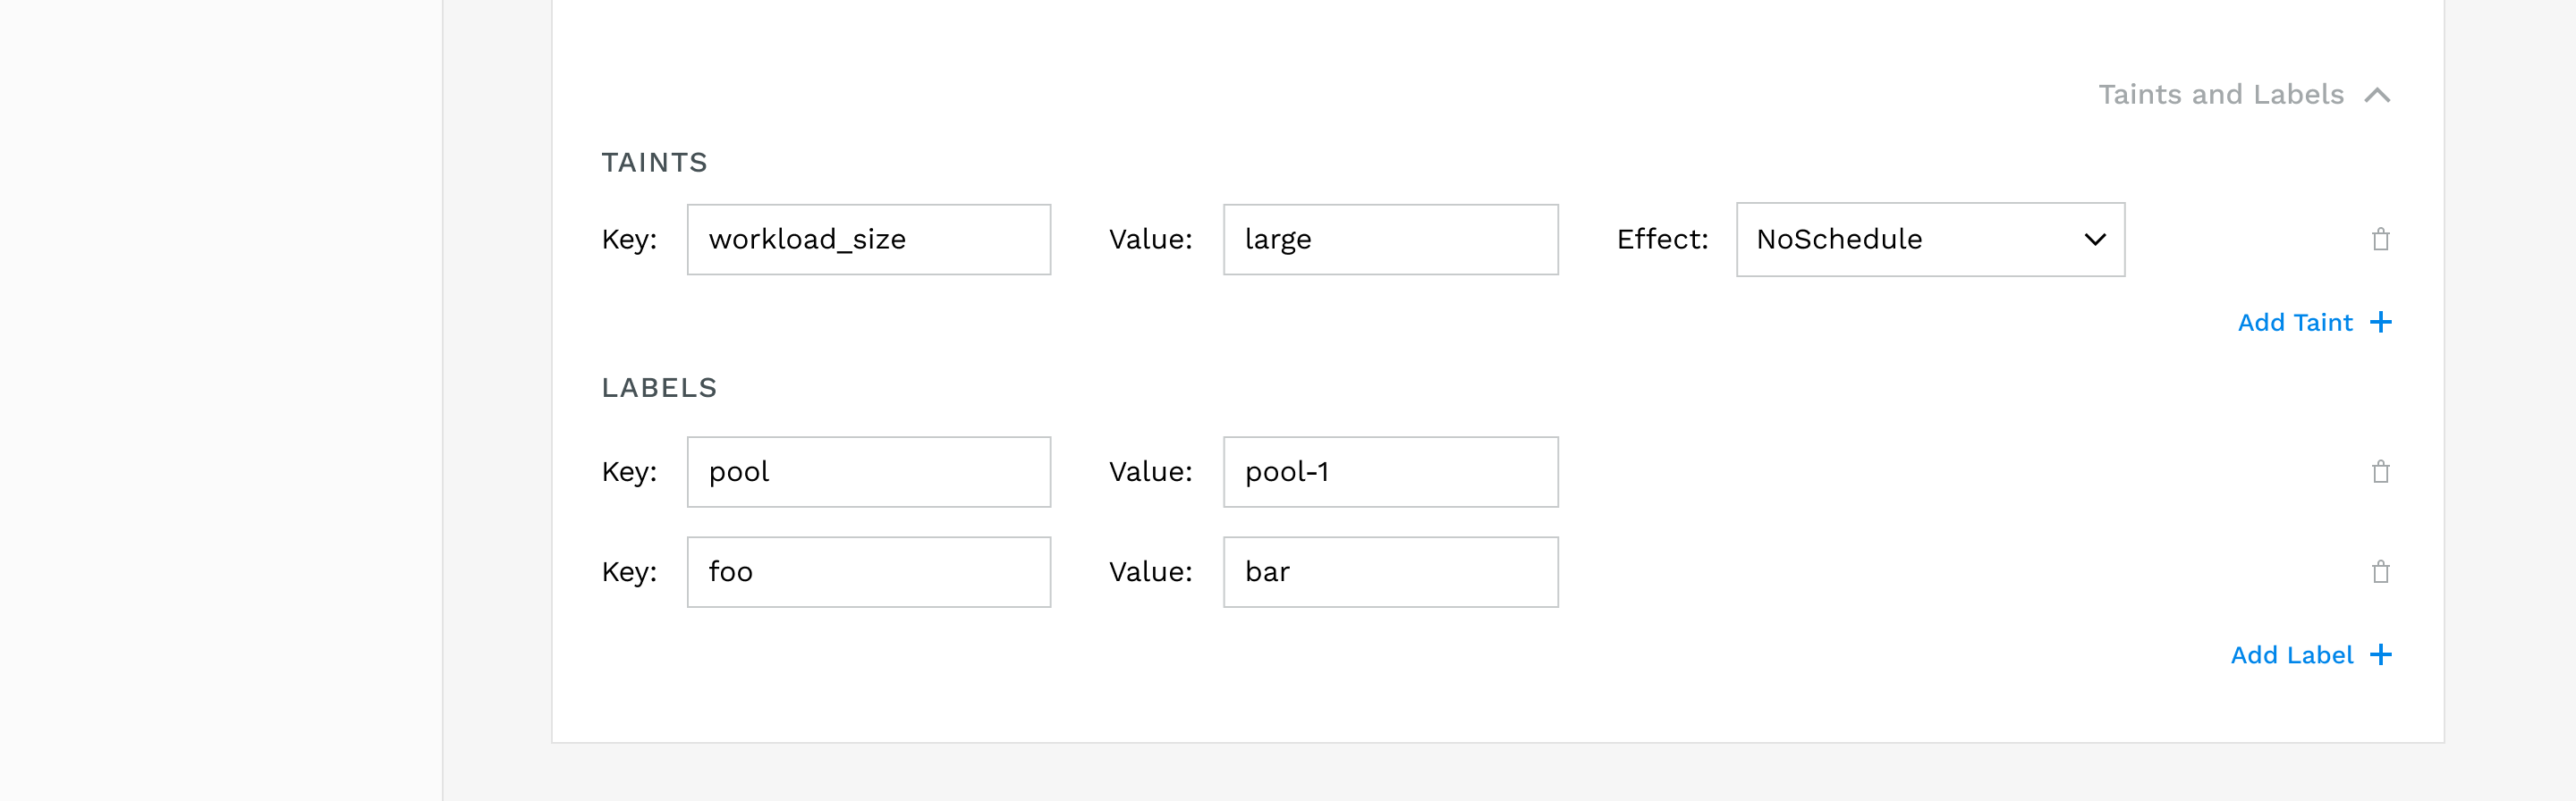 Taints and Labels
TAINTS
Key: workload_size Value: large Effect: NoSchedule
Add Taint +
LABELS
Key: pool Value: pool-1
Key: foo Value: bar
Add Label +